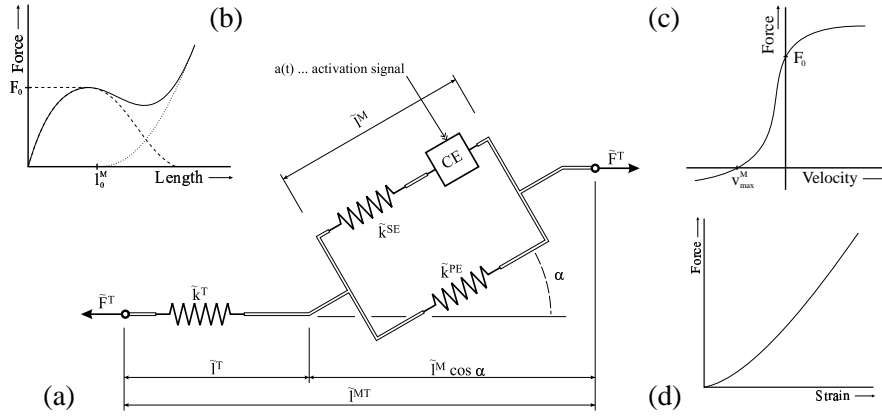 (b)
Force
F₀
l₀ᴹ
Length
a(t) ... activation signal
l̃ᴹ
CE
F̃ᵀ
k̃ˢᴱ
k̃ᴾᴱ
α
F̃ᵀ
k̃ᵀ
l̃ᵀ
l̃ᴹ cos α
l̃ᴹᵀ
(a)
(c)
Force
F₀
vᴹmax
Velocity
Force
Strain
(d)